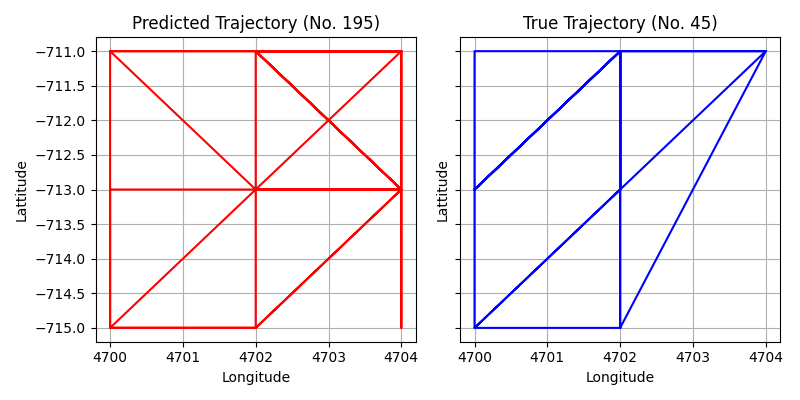 Predicted Trajectory (No. 195)
True Trajectory (No. 45)
−711.0
−711.5
−712.0
−712.5
−713.0
−713.5
−714.0
−714.5
−715.0
Lattitude
Lattitude
4700 4701 4702 4703 4704
4700 4701 4702 4703 4704
Longitude
Longitude